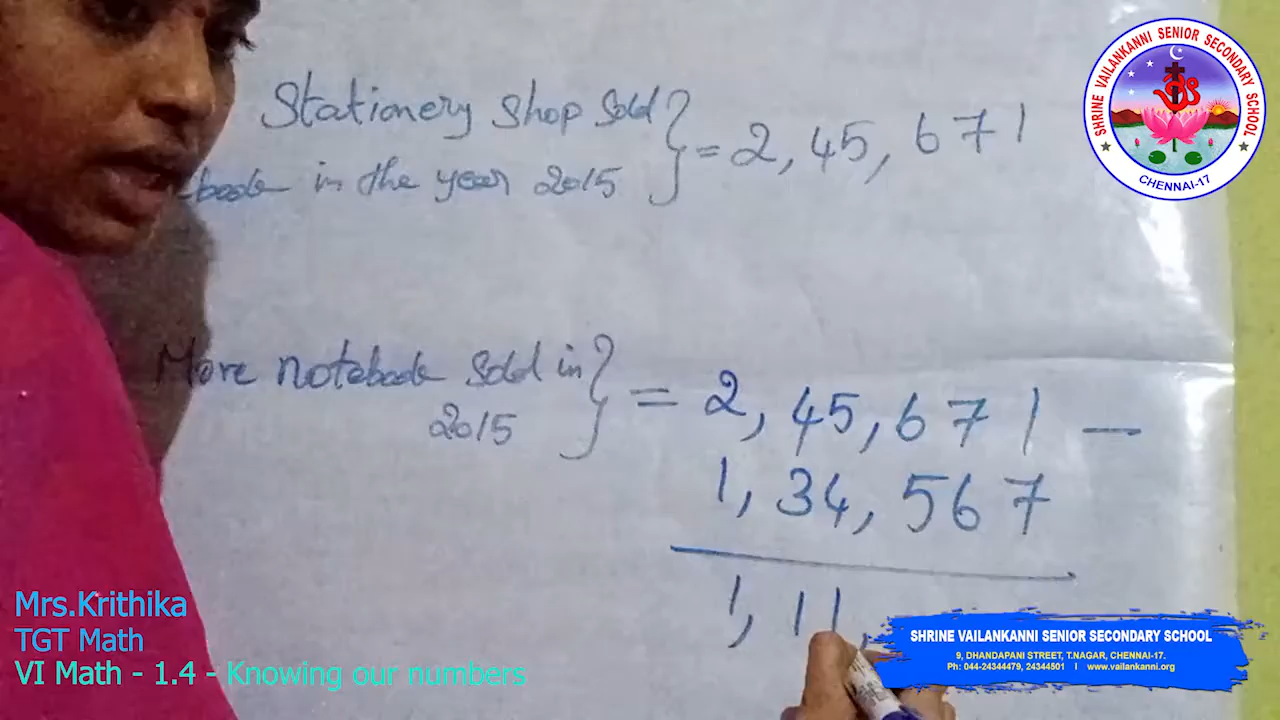 Stationery shop sold } = 2,45,671
book in the year 2015
More notebook sold in } = 2,45,671 —
2015
1,34,567
1,11,
SHRINE VAILANKANNI SENIOR SECONDARY SCHOOL
CHENNAI-17
Mrs.Krithika
TGT Math
VI Math - 1.4 - Knowing our numbers
SHRINE VAILANKANNI SENIOR SECONDARY SCHOOL
9, DHANDAPANI STREET, T.NAGAR, CHENNAI-17.
Ph: 044-24344479, 24344501 I www.vailankanni.org